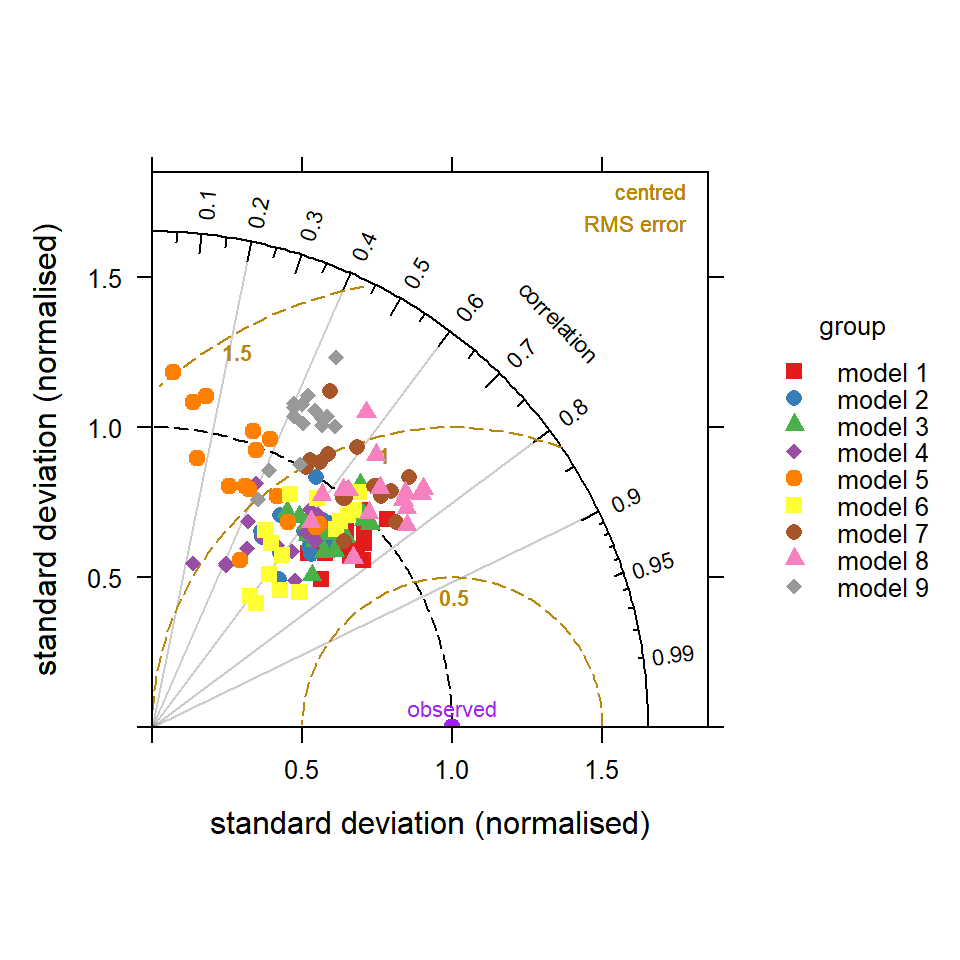 centred
RMS error
0.1
0.2
0.3
0.4
0.5
0.6
correlation
0.7
0.8
0.9
0.95
0.99
1.5
1
0.5
observed
standard deviation (normalised)
1.5
1.0
0.5
0.5
1.0
1.5
standard deviation (normalised)
group
model 1
model 2
model 3
model 4
model 5
model 6
model 7
model 8
model 9